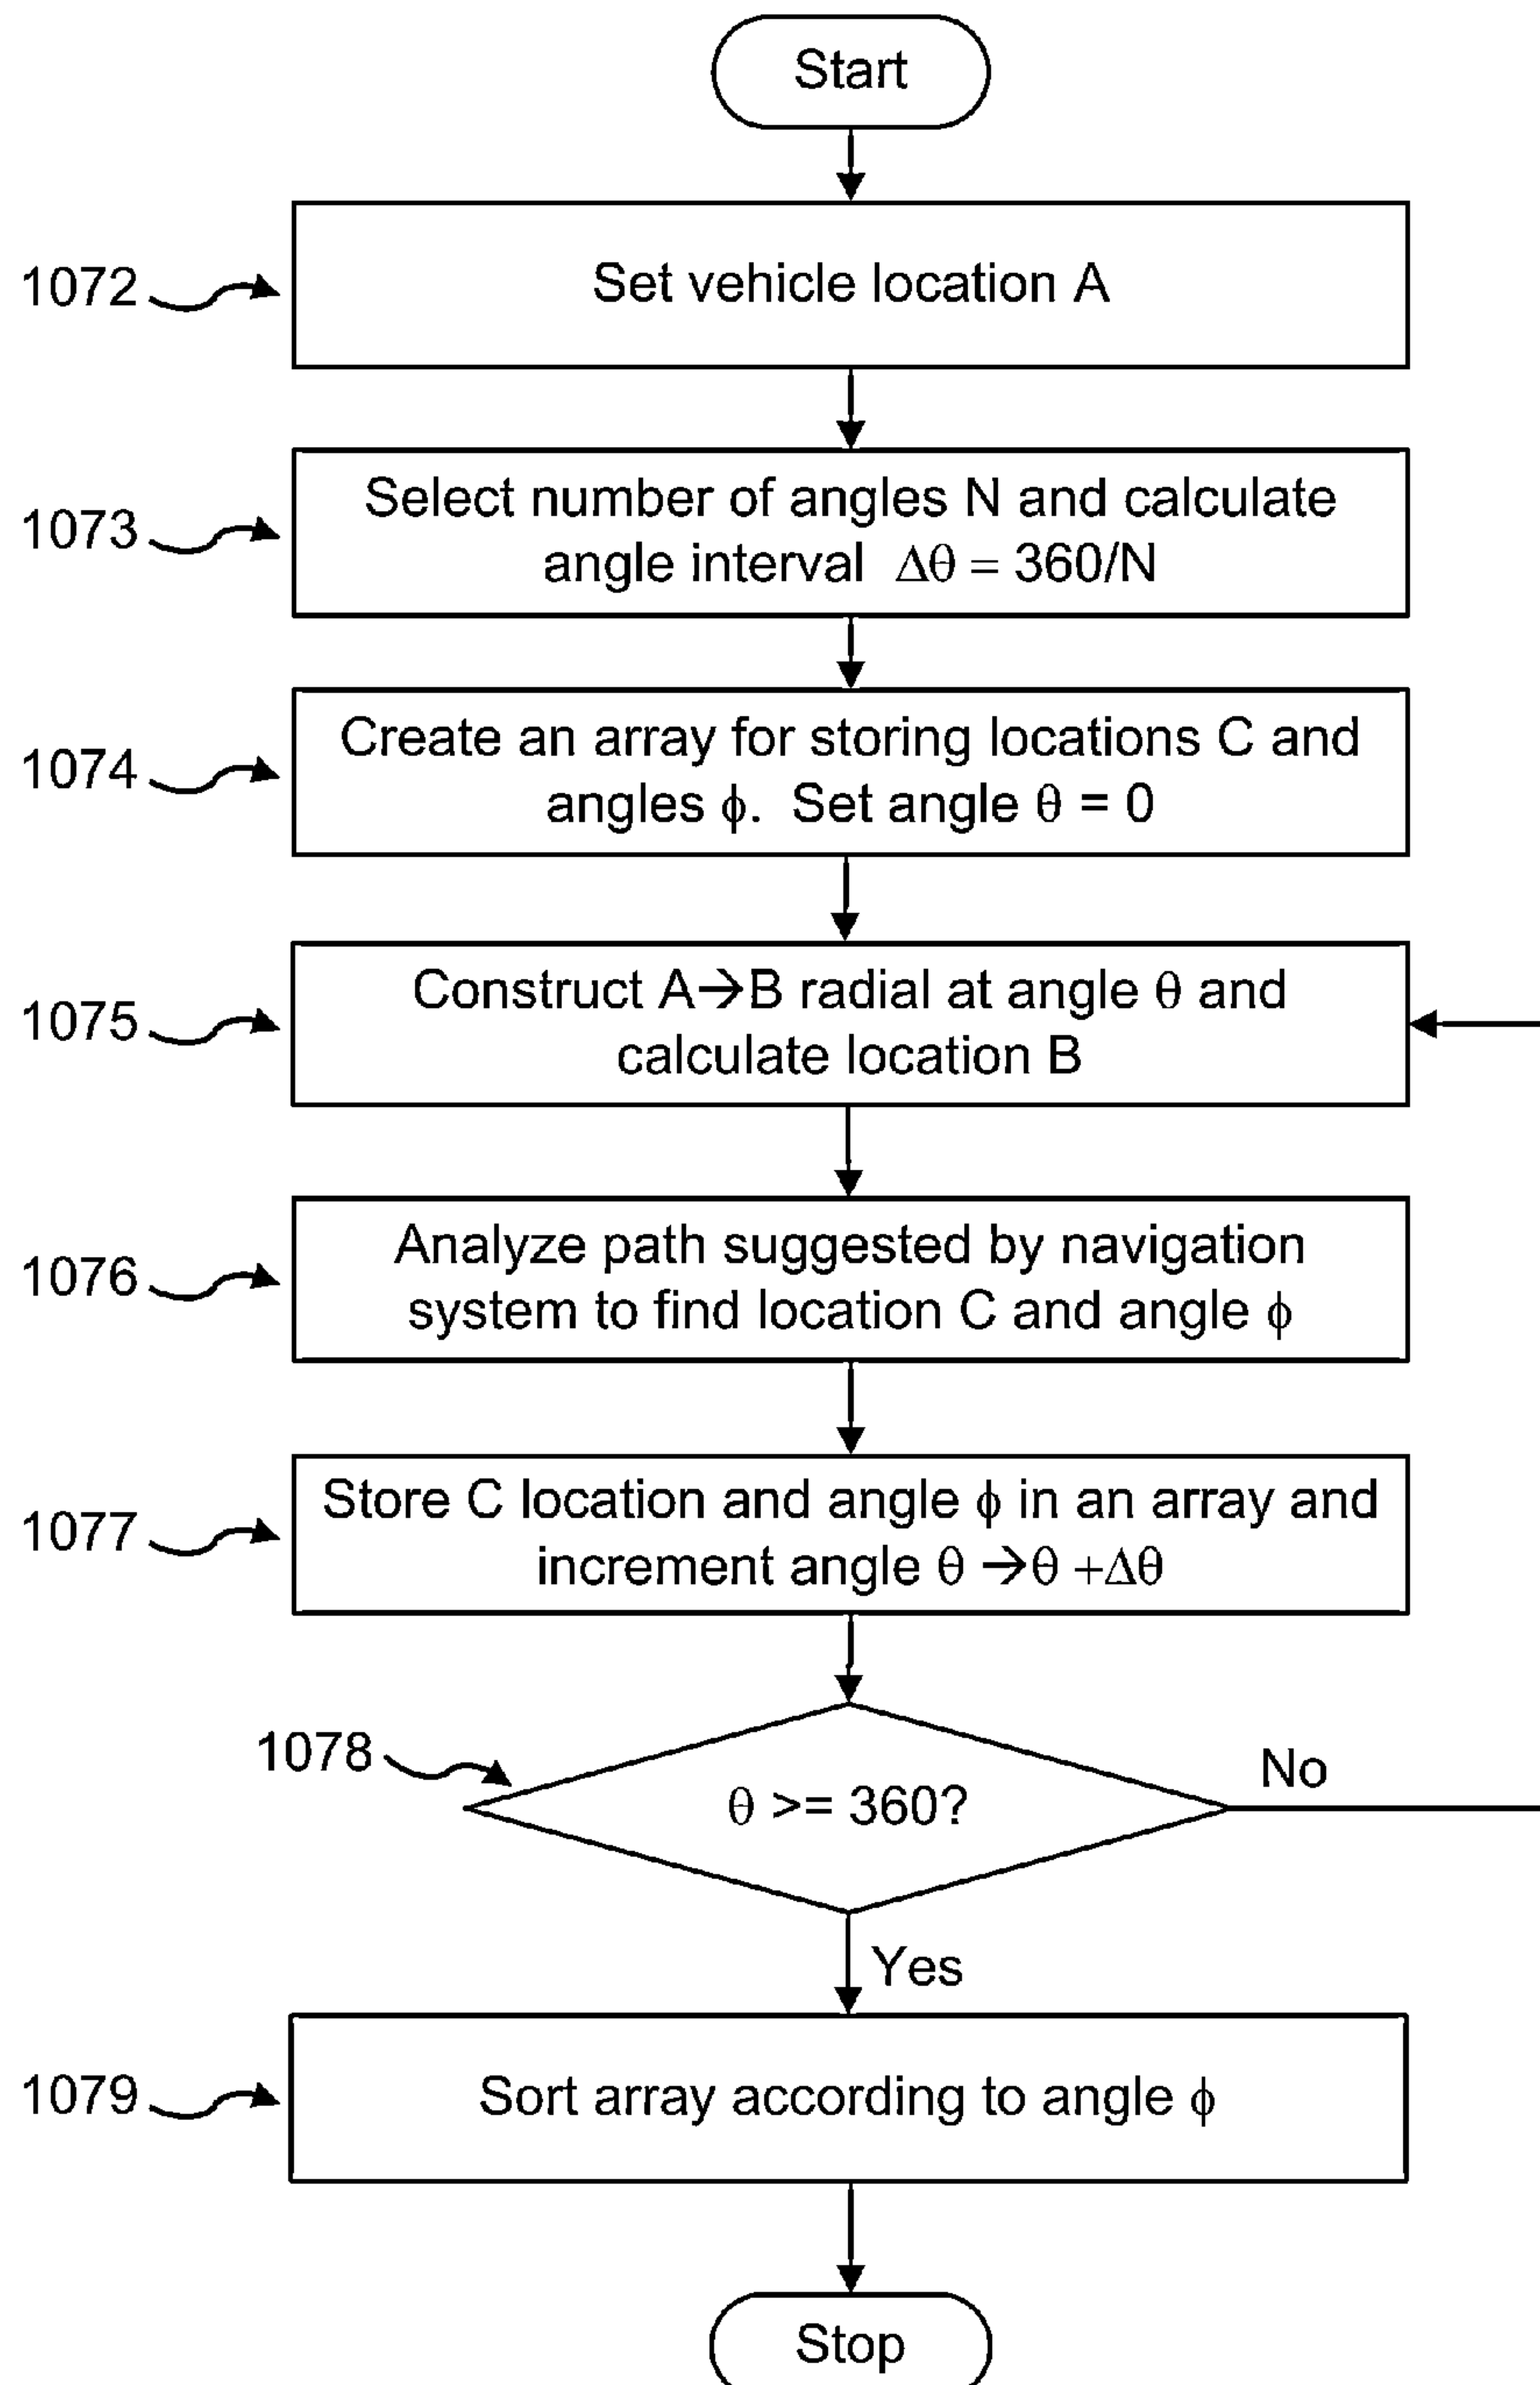 Start
1072
Set vehicle location A
1073
Select number of angles N and calculate
angle interval Δθ = 360/N
1074
Create an array for storing locations C and
angles ϕ. Set angle θ = 0
1075
Construct A→B radial at angle θ and
calculate location B
1076
Analyze path suggested by navigation
system to find location C and angle ϕ
1077
Store C location and angle ϕ in an array and
increment angle θ →θ +Δθ
1078
θ >= 360?
No
Yes
1079
Sort array according to angle ϕ
Stop